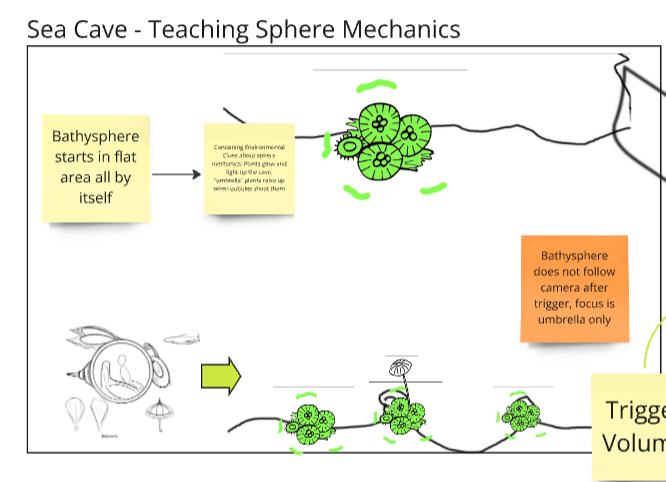 Sea Cave - Teaching Sphere Mechanics
Bathysphere
starts in flat
area all by
itself
Containing Environmental
Clues about sphere
mechanics: Plants glow and
light up the cave,
"umbrella" plants raise up
when bubbles shoot them
Bathysphere
does not follow
camera after
trigger, focus is
umbrella only
Trigge
Volum